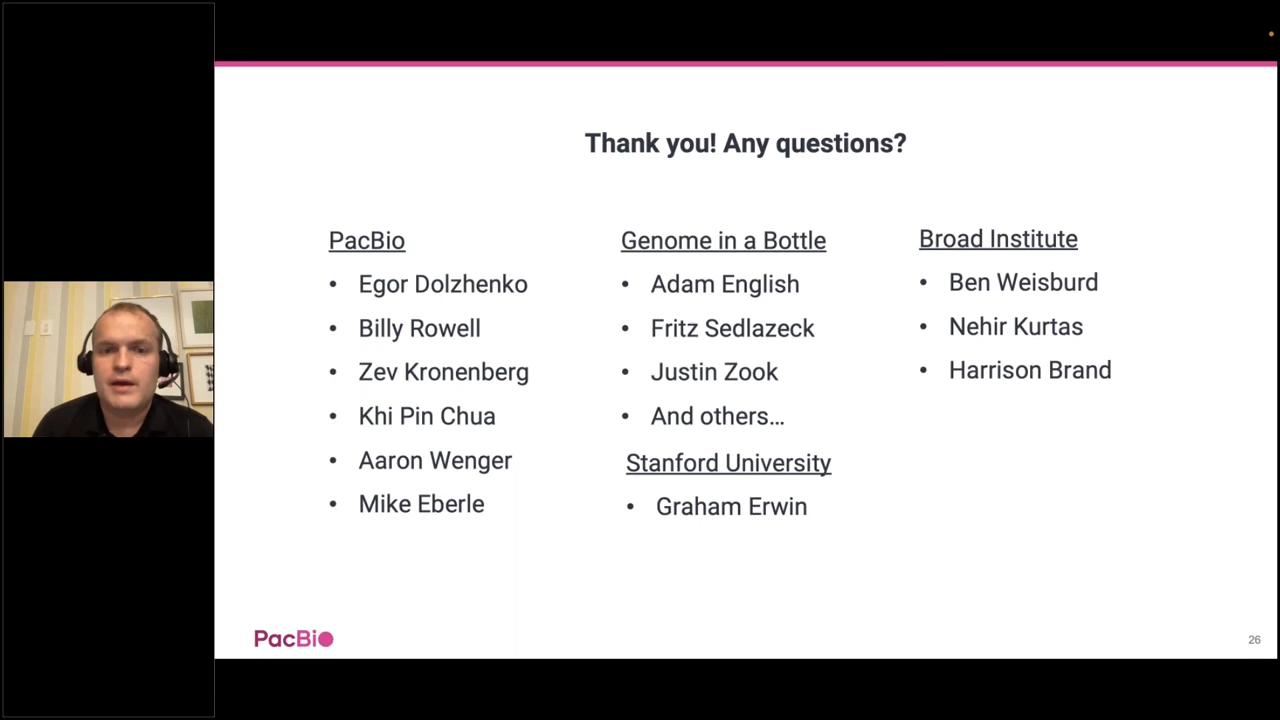 Thank you! Any questions?
PacBio
• Egor Dolzhenko
• Billy Rowell
• Zev Kronenberg
• Khi Pin Chua
• Aaron Wenger
• Mike Eberle
Genome in a Bottle
• Adam English
• Fritz Sedlazeck
• Justin Zook
• And others…
Stanford University
• Graham Erwin
Broad Institute
• Ben Weisburd
• Nehir Kurtas
• Harrison Brand
PacBio
26